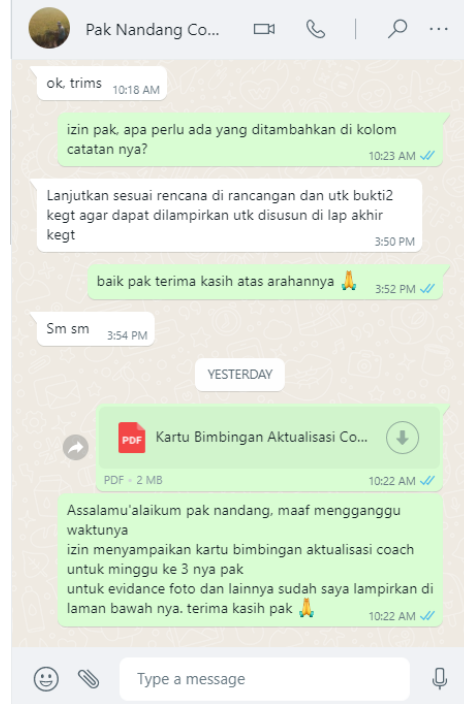 Pak Nandang Co...
ok, trims
10:18 AM
izin pak, apa perlu ada yang ditambahkan di kolom
catatan nya?
10:23 AM
Lanjutkan sesuai rencana di rancangan dan utk bukti2
kegt agar dapat dilampirkan utk disusun di lap akhir
kegt
3:50 PM
baik pak terima kasih atas arahannya 🙏
3:52 PM
Sm sm
3:54 PM
YESTERDAY
PDF
Kartu Bimbingan Aktualisasi Co...
PDF • 2 MB
10:22 AM
Assalamu'alaikum pak nandang, maaf mengganggu
waktunya
izin menyampaikan kartu bimbingan aktualisasi coach
untuk minggu ke 3 nya pak
untuk evidance foto dan lainnya sudah saya lampirkan di
laman bawah nya. terima kasih pak 🙏
10:22 AM
Type a message